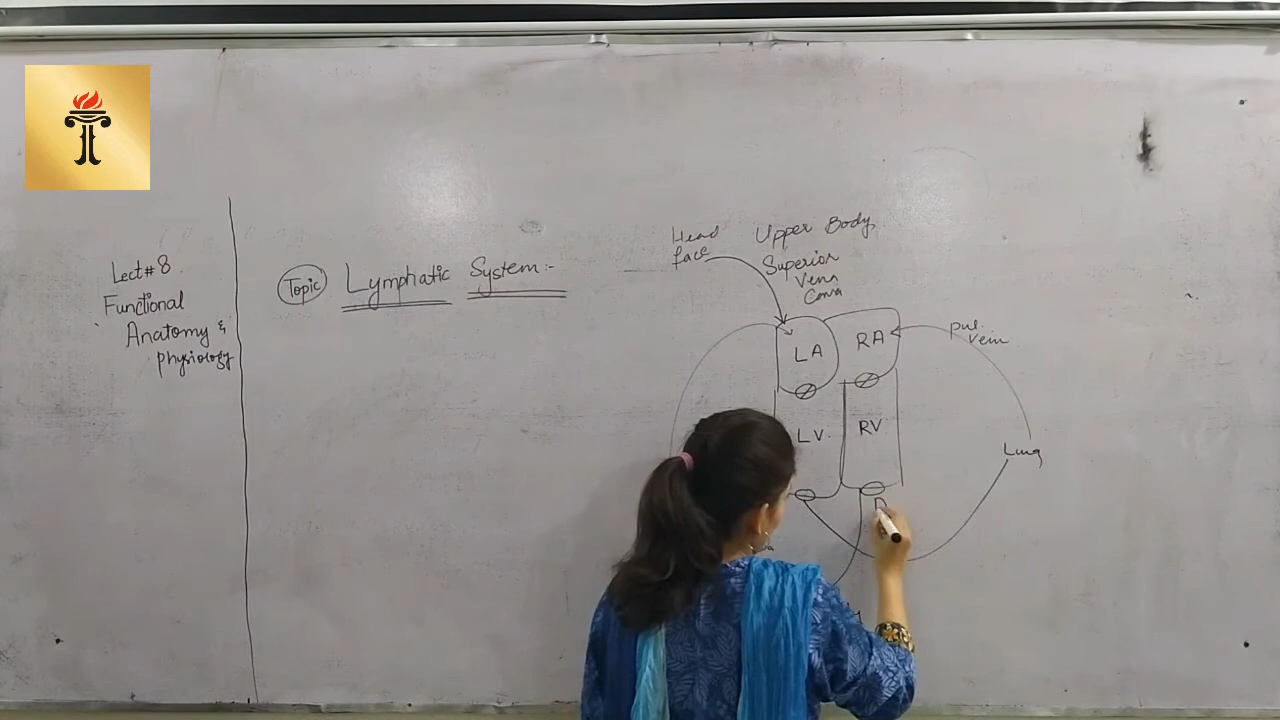 Lect#8
Functional
Anatomy &
physiology
Topic
Lymphatic System:-
Head
face
Upper Body
Superior
Vena
Cava
LA
RA
pul.
vein
LV.
RV
Lung